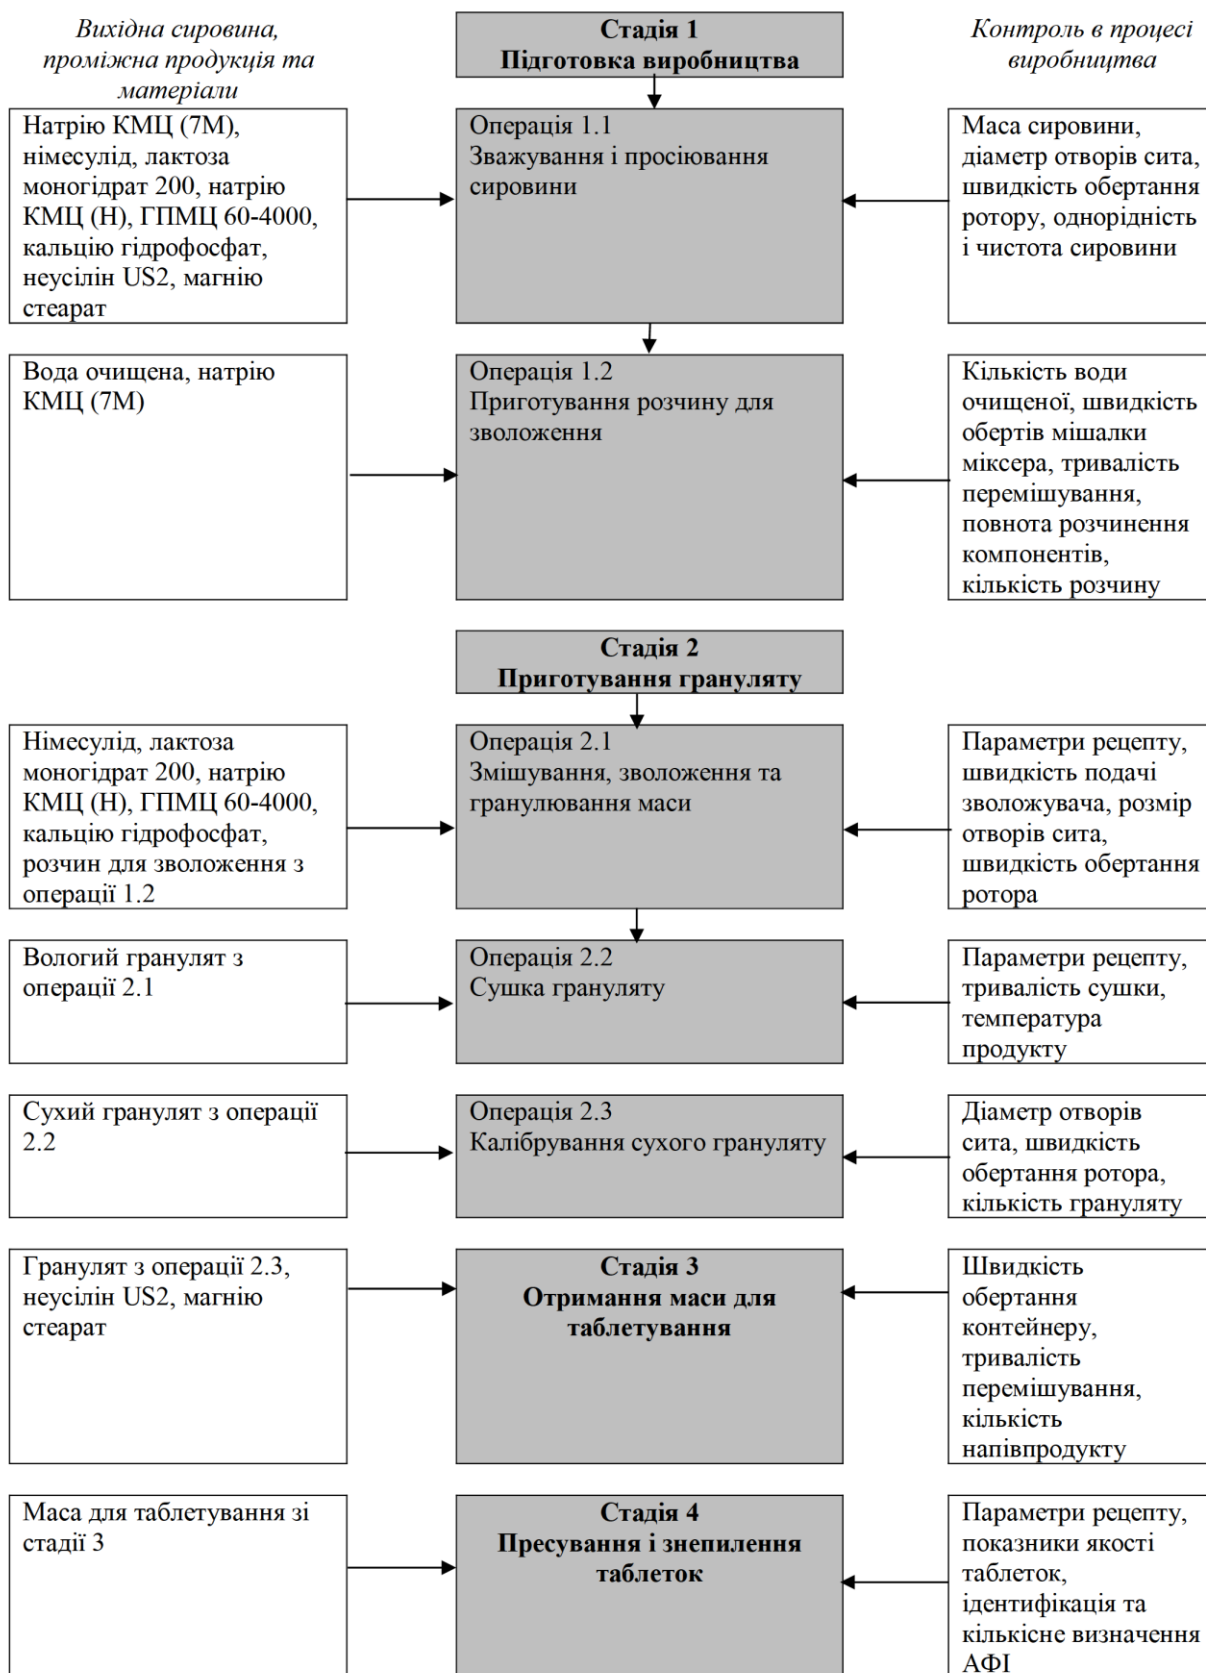 Вихідна сировина,
проміжна продукція та
матеріали
Стадія 1
Підготовка виробництва
Контроль в процесі
виробництва
Натрію КМЦ (7М),
німесулід, лактоза
моногідрат 200, натрію
КМЦ (Н), ГПМЦ 60-4000,
кальцію гідрофосфат,
неусілін US2, магнію
стеарат
Операція 1.1
Зважування і просіювання
сировини
Маса сировини,
діаметр отворів сита,
швидкість обертання
ротору, однорідність
і чистота сировини
Вода очищена, натрію
КМЦ (7М)
Операція 1.2
Приготування розчину для
зволоження
Кількість води
очищеної, швидкість
обертів мішалки
міксера, тривалість
перемішування,
повнота розчинення
компонентів,
кількість розчину
Стадія 2
Приготування грануляту
Німесулід, лактоза
моногідрат 200, натрію
КМЦ (Н), ГПМЦ 60-4000,
кальцію гідрофосфат,
розчин для зволоження з
операції 1.2
Операція 2.1
Змішування, зволоження та
гранулювання маси
Параметри рецепту,
швидкість подачі
зволожувача, розмір
отворів сита,
швидкість обертання
ротора
Вологий гранулят з
операції 2.1
Операція 2.2
Сушка грануляту
Параметри рецепту,
тривалість сушки,
температура
продукту
Сухий гранулят з операції
2.2
Операція 2.3
Калібрування сухого грануляту
Діаметр отворів
сита, швидкість
обертання ротора,
кількість грануляту
Гранулят з операції 2.3,
неусілін US2, магнію
стеарат
Стадія 3
Отримання маси для
таблетування
Швидкість
обертання
контейнеру,
тривалість
перемішування,
кількість
напівпродукту
Маса для таблетування зі
стадії 3
Стадія 4
Пресування і знепилення
таблеток
Параметри рецепту,
показники якості
таблеток,
ідентифікація та
кількісне визначення
АФІ